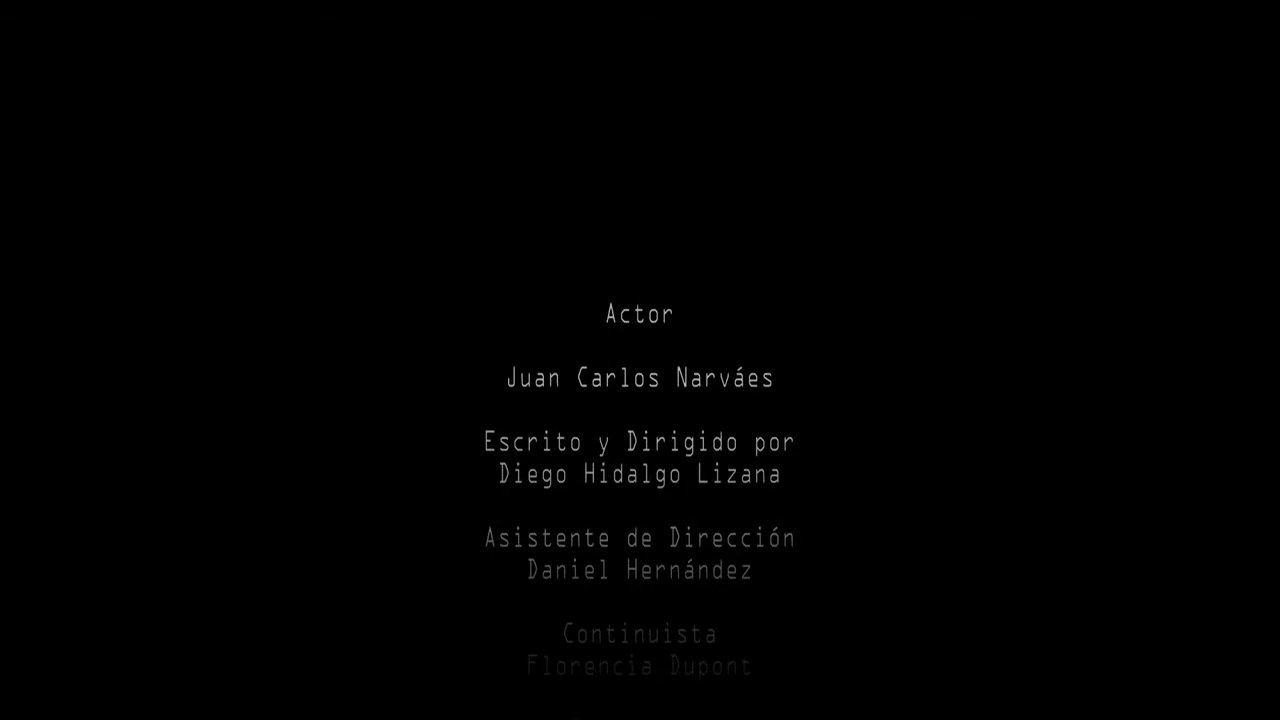 Actor
Juan Carlos Narváes
Escrito y Dirigido por
Diego Hidalgo Lizana
Asistente de Dirección
Daniel Hernández
Continuista
Florencia Dupont